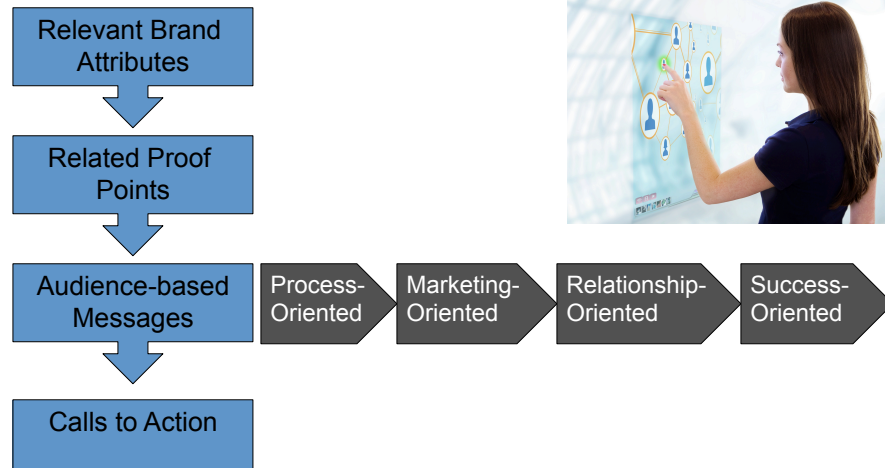 Relevant Brand
Attributes
Related Proof
Points
Audience-based
Messages
Process-
Oriented
Marketing-
Oriented
Relationship-
Oriented
Success-
Oriented
Calls to Action